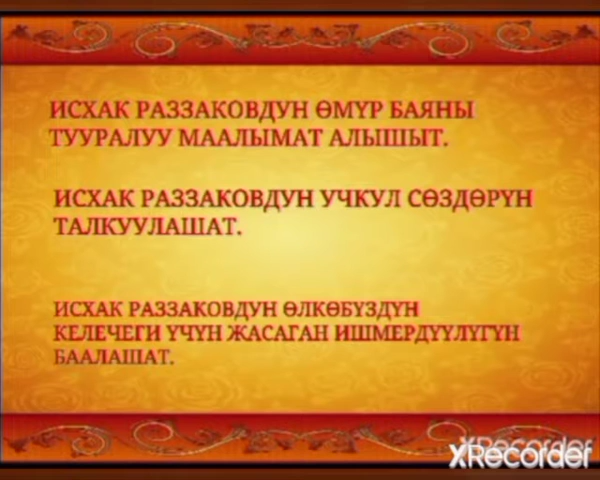 ИСХАК РАЗЗАКОВДУН ӨМҮР БАЯНЫ
ТУУРАЛУУ МААЛЫМАТ АЛЫШЫТ.
ИСХАК РАЗЗАКОВДУН УЧКУЛ СӨЗДӨРҮН
ТАЛКУУЛАШАТ.
ИСХАК РАЗЗАКОВДУН ӨЛКӨБҮЗДҮН
КЕЛЕЧЕГИ ҮЧҮН ЖАСАГАН ИШМЕРДҮҮЛҮГҮН
БААЛАШАТ.
XRecorder